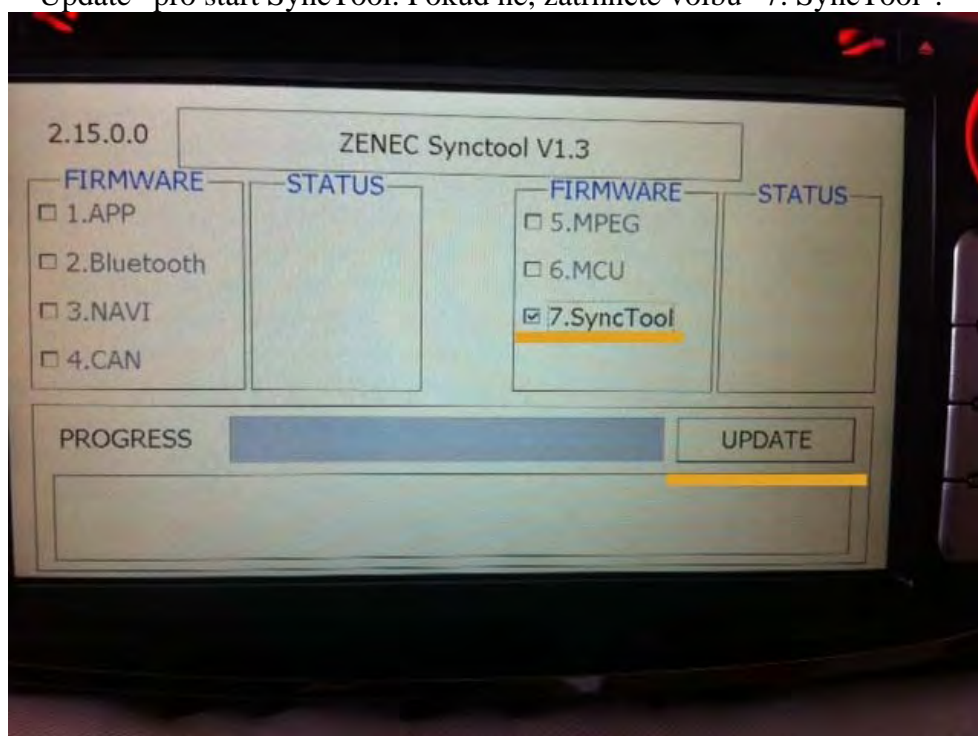 "Update" pro start SyncTool. Pokud ne, zatrhněte volbu "7. SyncTool".
2.15.0.0
ZENEC Synctool V1.3
FIRMWARE
STATUS
1.APP
2.Bluetooth
3.NAVI
4.CAN
FIRMWARE
STATUS
5.MPEG
6.MCU
7.SyncTool
PROGRESS
UPDATE